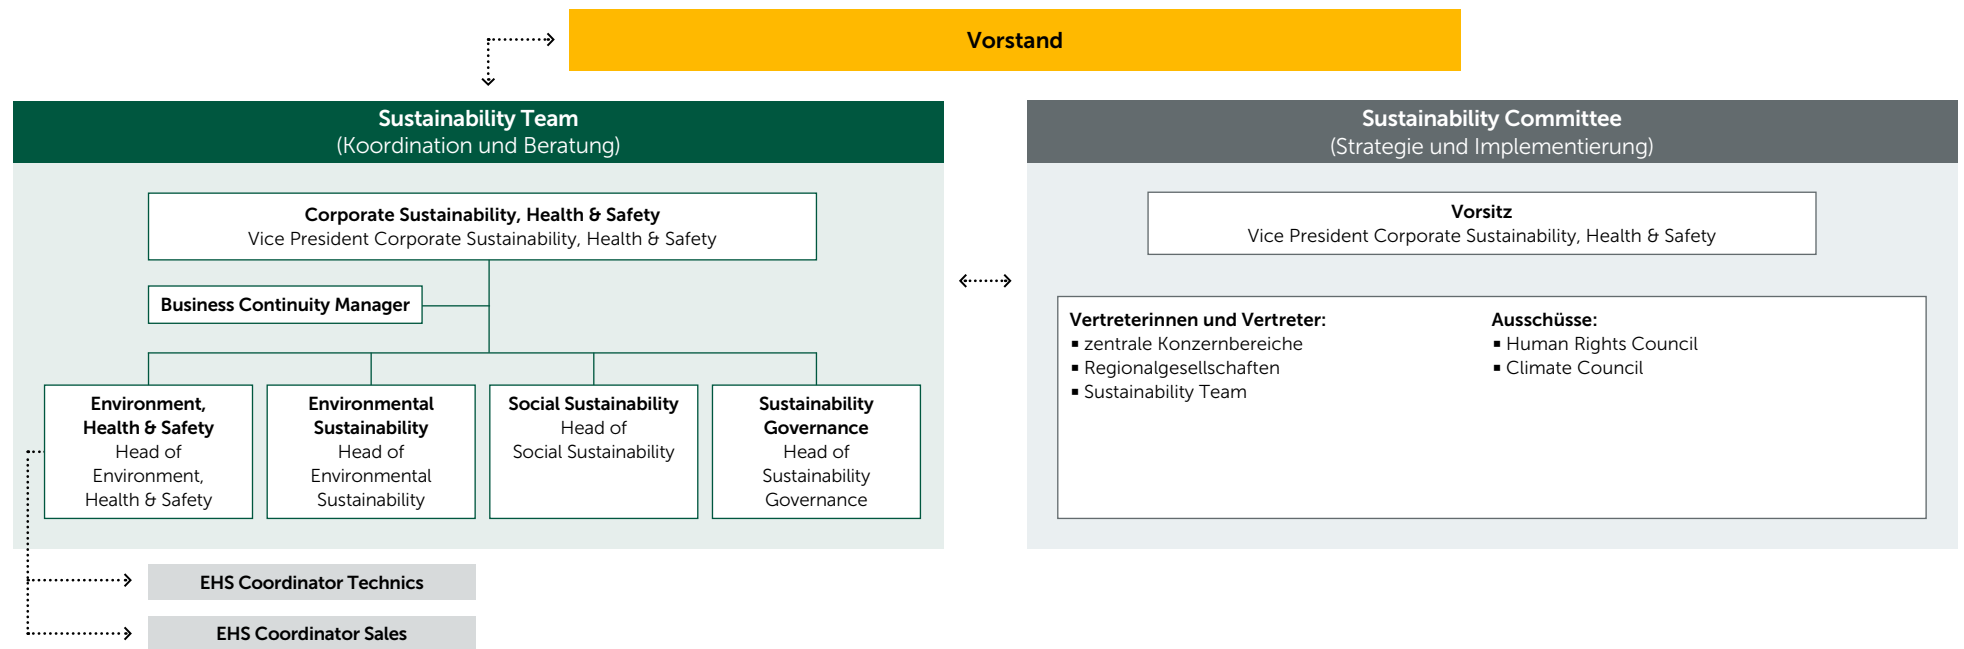 Vorstand
Sustainability Team
(Koordination und Beratung)
Corporate Sustainability, Health & Safety
Vice President Corporate Sustainability, Health & Safety
Business Continuity Manager
Environment,
Health & Safety
Head of
Environment,
Health & Safety
Environmental
Sustainability
Head of
Environmental
Sustainability
Social Sustainability
Head of
Social Sustainability
Sustainability
Governance
Head of
Sustainability
Governance
EHS Coordinator Technics
EHS Coordinator Sales
Sustainability Committee
(Strategie und Implementierung)
Vorsitz
Vice President Corporate Sustainability, Health & Safety
Vertreterinnen und Vertreter:
▪ zentrale Konzernbereiche
▪ Regionalgesellschaften
▪ Sustainability Team
Ausschüsse:
▪ Human Rights Council
▪ Climate Council